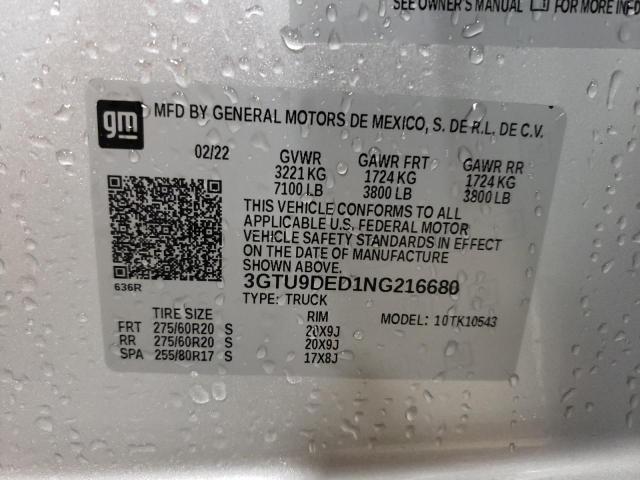 SEE OWNER'S MANUAL FOR MORE INFO
gm
MFD BY GENERAL MOTORS DE MEXICO, S. DE R.L. DE C.V.
02/22 GVWR GAWR FRT GAWR RR
3221 KG 1724 KG 1724 KG
7100 LB 3800 LB 3800 LB
THIS VEHICLE CONFORMS TO ALL
APPLICABLE U.S. FEDERAL MOTOR
VEHICLE SAFETY STANDARDS IN EFFECT
ON THE DATE OF MANUFACTURE
SHOWN ABOVE.
636R
3GTU9DED1NG216680
TYPE: TRUCK
TIRE SIZE RIM MODEL: 10TK10543
FRT 275/60R20 S 20X9J
RR 275/60R20 S 20X9J
SPA 255/80R17 S 17X8J